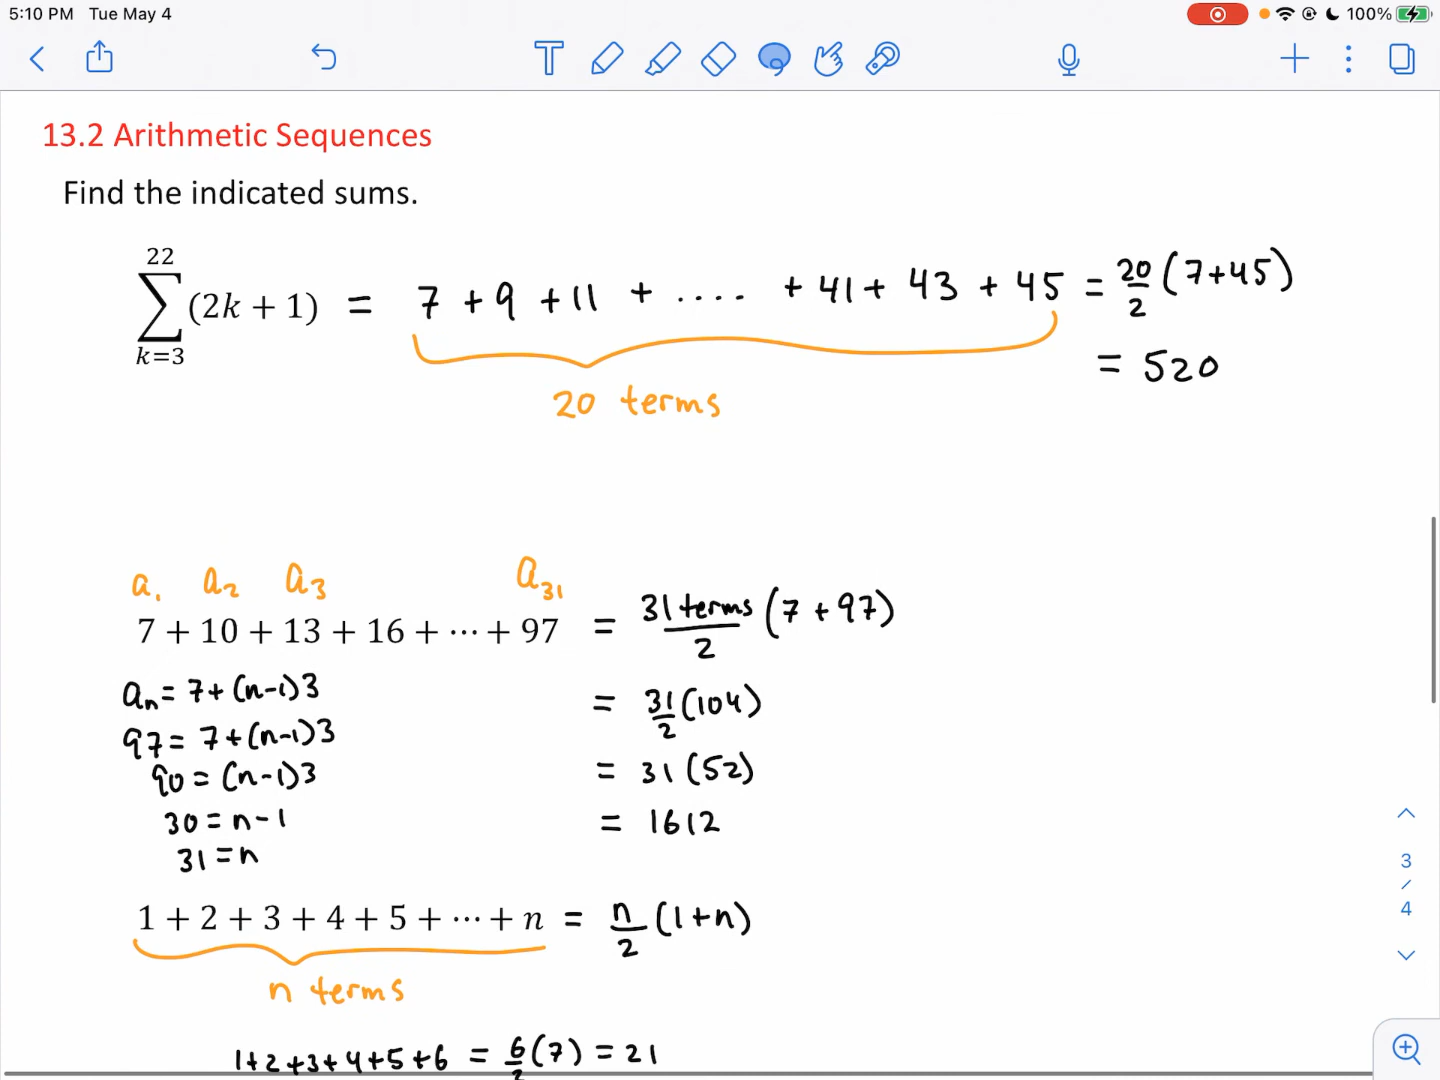 5:10 PM Tue May 4 100%
13.2 Arithmetic Sequences
Find the indicated sums.
22
∑ (2k + 1) = 7 + 9 + 11 + .... + 41 + 43 + 45 = 20/2 (7+45)
k=3
= 520
20 terms
a₁ a₂ a₃ a₃₁
7 + 10 + 13 + 16 + ⋯ + 97 = 31 terms/2 (7 + 97)
aₙ = 7+(n-1)3
= 31/2 (104)
97 = 7+(n-1)3
90 = (n-1)3
= 31 (52)
30 = n-1
= 1612
31 = n
1 + 2 + 3 + 4 + 5 + ⋯ + n = n/2 (1+n)
n terms
1+2+3+4+5+6 = 6/2 (7) = 21
3
/
4